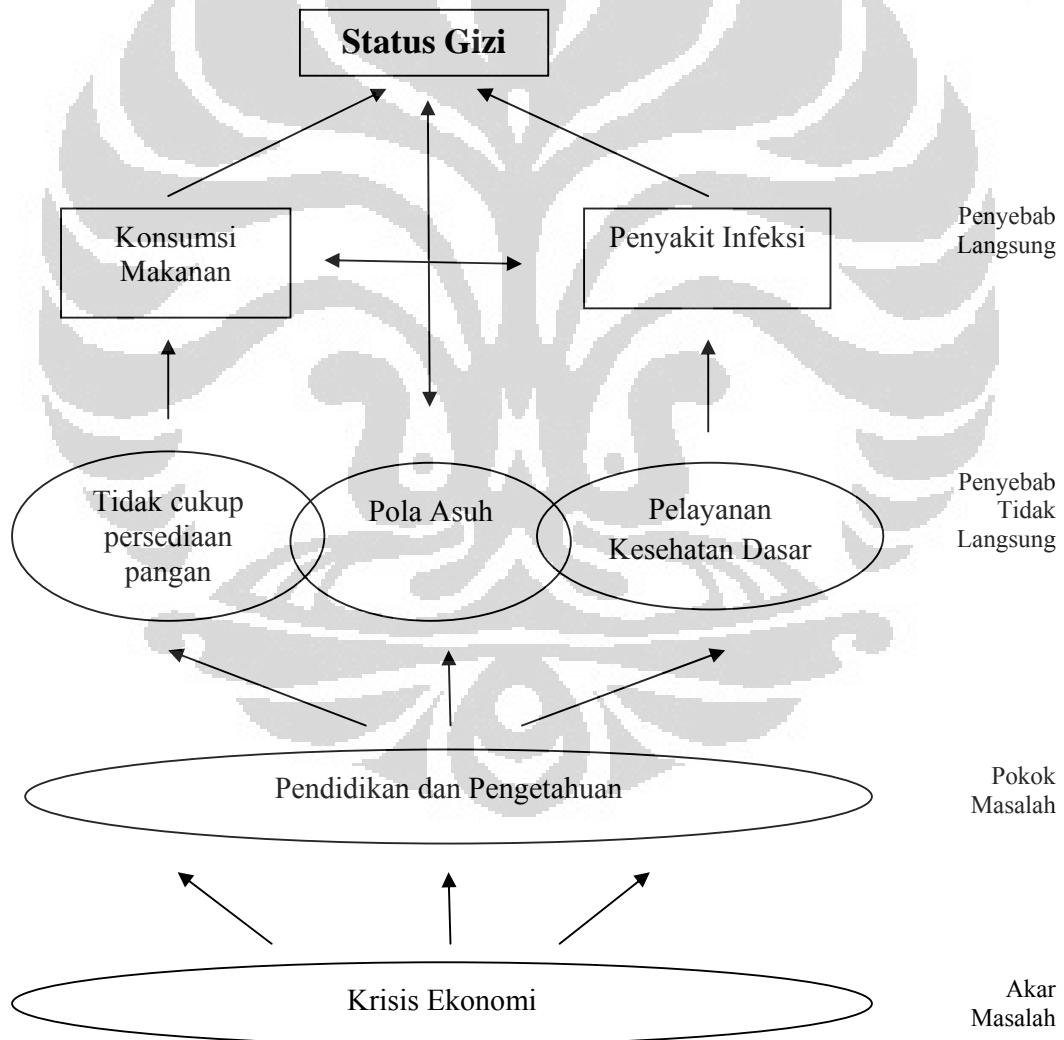 Status Gizi
Konsumsi
Makanan
Penyakit Infeksi
Penyebab
Langsung
Tidak cukup
persediaan
pangan
Pola Asuh
Pelayanan
Kesehatan Dasar
Penyebab
Tidak
Langsung
Pendidikan dan Pengetahuan
Pokok
Masalah
Krisis Ekonomi
Akar
Masalah